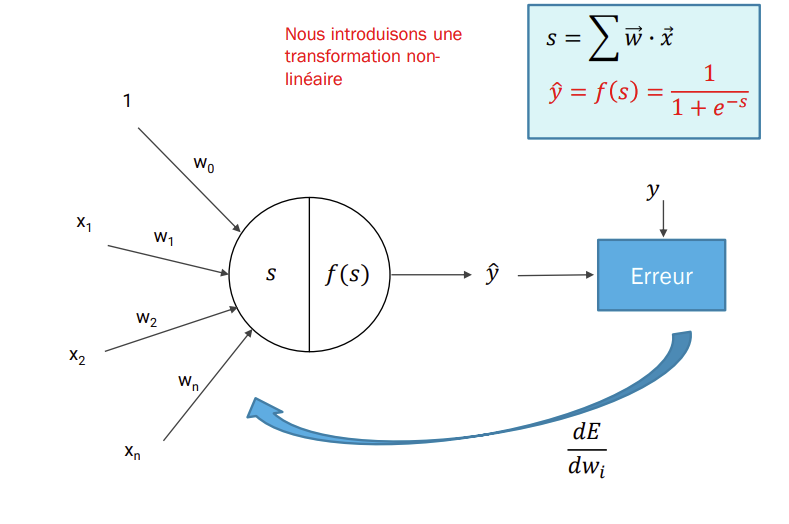 Nous introduisons une
transformation non-
linéaire
s = ∑ w⃗ · x⃗
ŷ = f(s) = 1 / (1 + e⁻ˢ)
1
w₀
x₁
w₁
s
f(s)
ŷ
y
Erreur
w₂
x₂
wₙ
xₙ
dE
dwᵢ